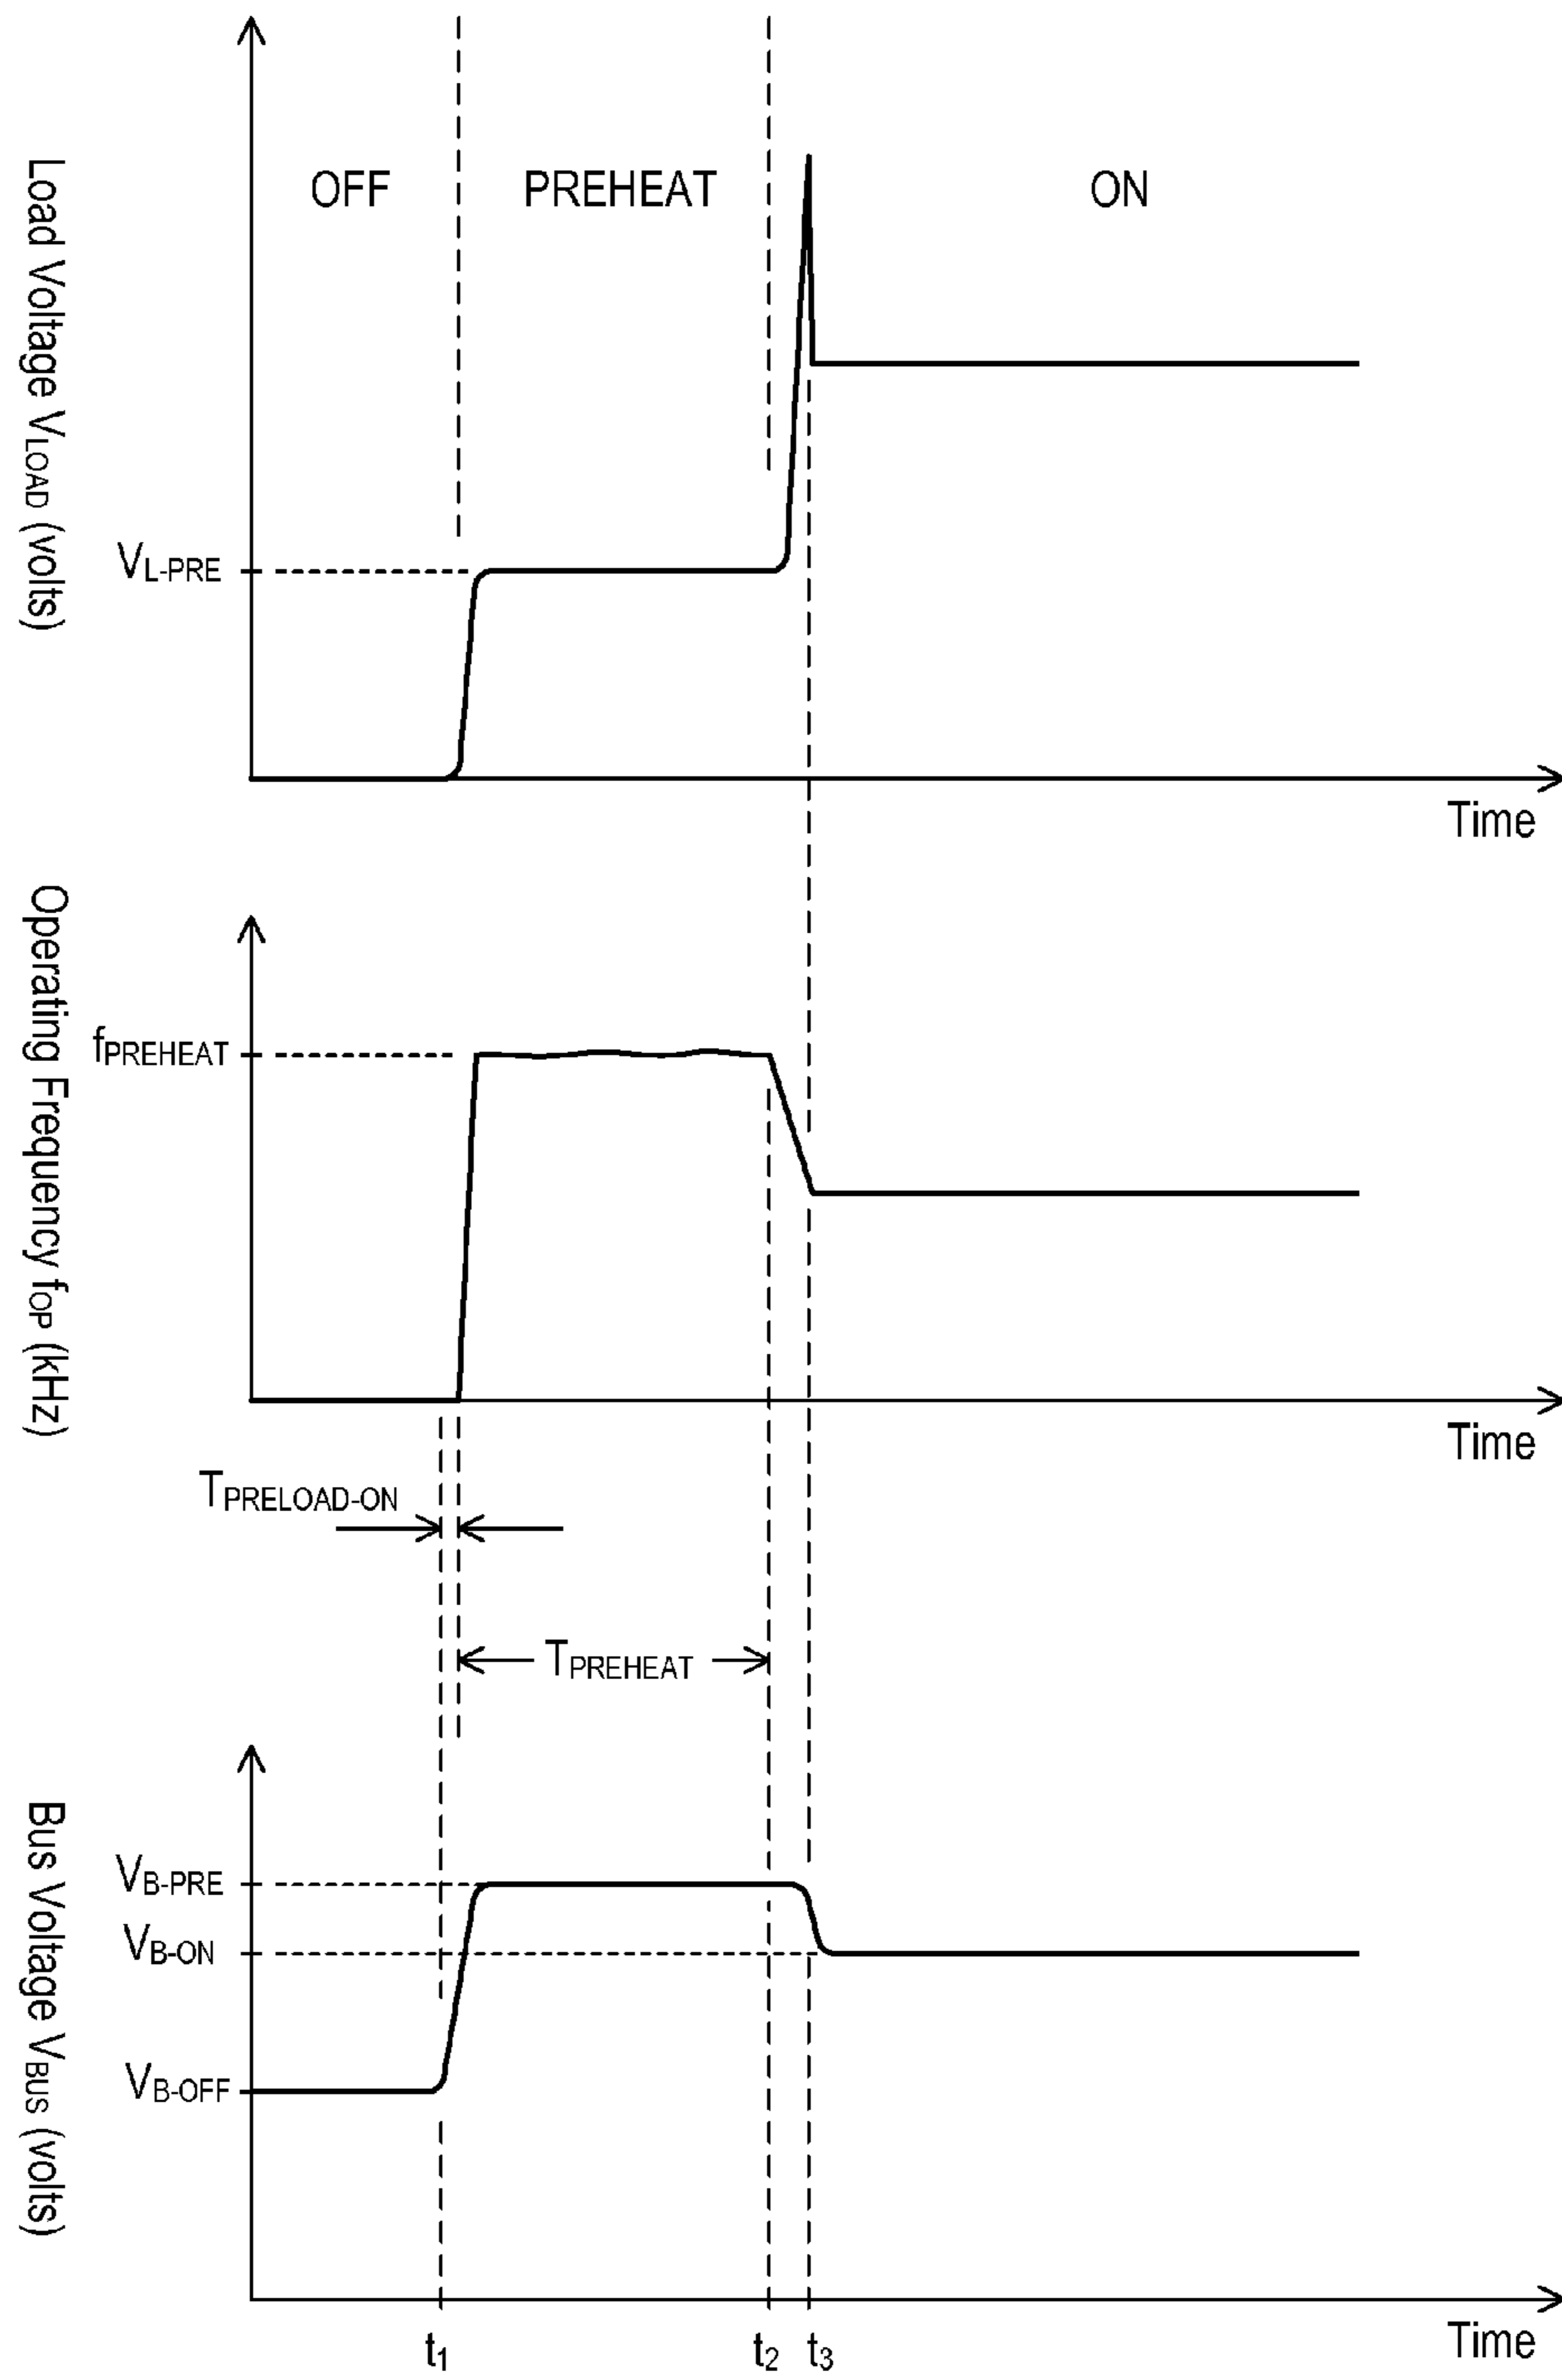 OFF
PREHEAT
ON
Load Voltage VLOAD (volts)
VL-PRE
Time
Operating Frequency fOP (kHz)
fPREHEAT
Time
TPRELOAD-ON
TPREHEAT
Bus Voltage VBUS (volts)
VB-PRE
VB-ON
VB-OFF
Time
t1
t2
t3